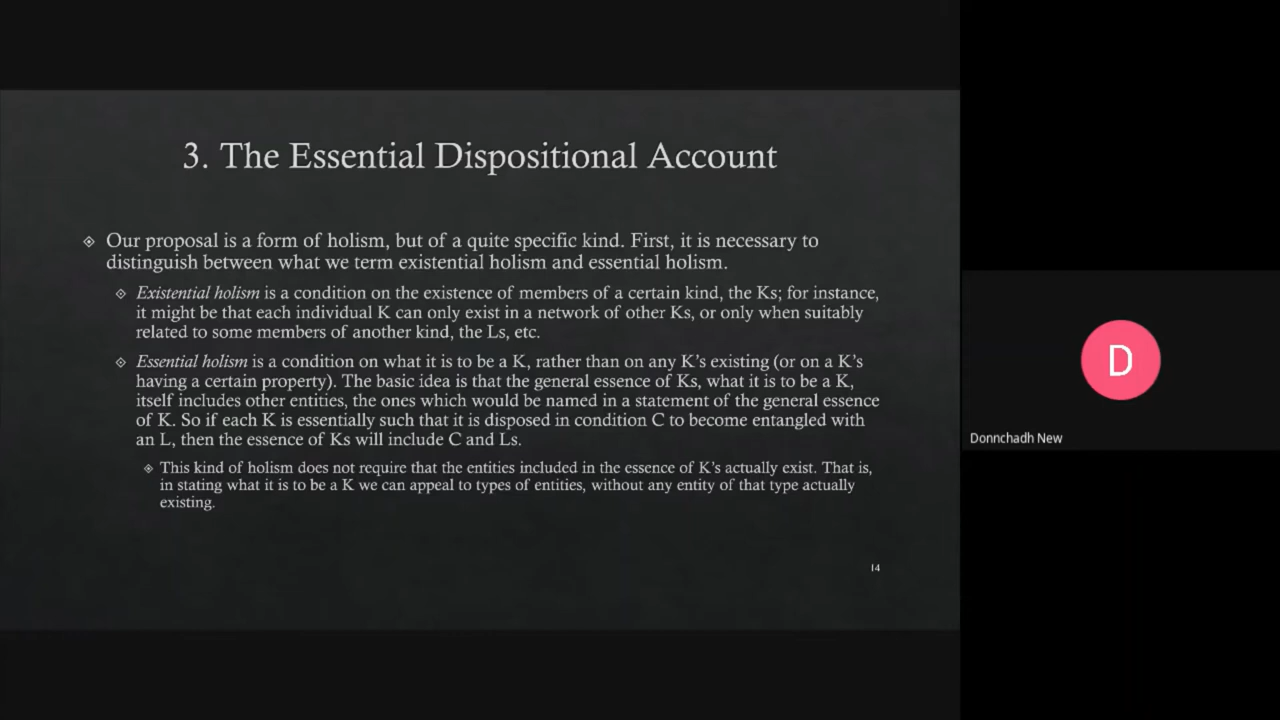 3. The Essential Dispositional Account
Our proposal is a form of holism, but of a quite specific kind. First, it is necessary to
distinguish between what we term existential holism and essential holism.
Existential holism is a condition on the existence of members of a certain kind, the Ks; for instance,
it might be that each individual K can only exist in a network of other Ks, or only when suitably
related to some members of another kind, the Ls, etc.
Essential holism is a condition on what it is to be a K, rather than on any K's existing (or on a K's
having a certain property). The basic idea is that the general essence of Ks, what it is to be a K,
itself includes other entities, the ones which would be named in a statement of the general essence
of K. So if each K is essentially such that it is disposed in condition C to become entangled with
an L, then the essence of Ks will include C and Ls.
This kind of holism does not require that the entities included in the essence of K's actually exist. That is,
in stating what it is to be a K we can appeal to types of entities, without any entity of that type actually
existing.
14
D
Donnchadh New